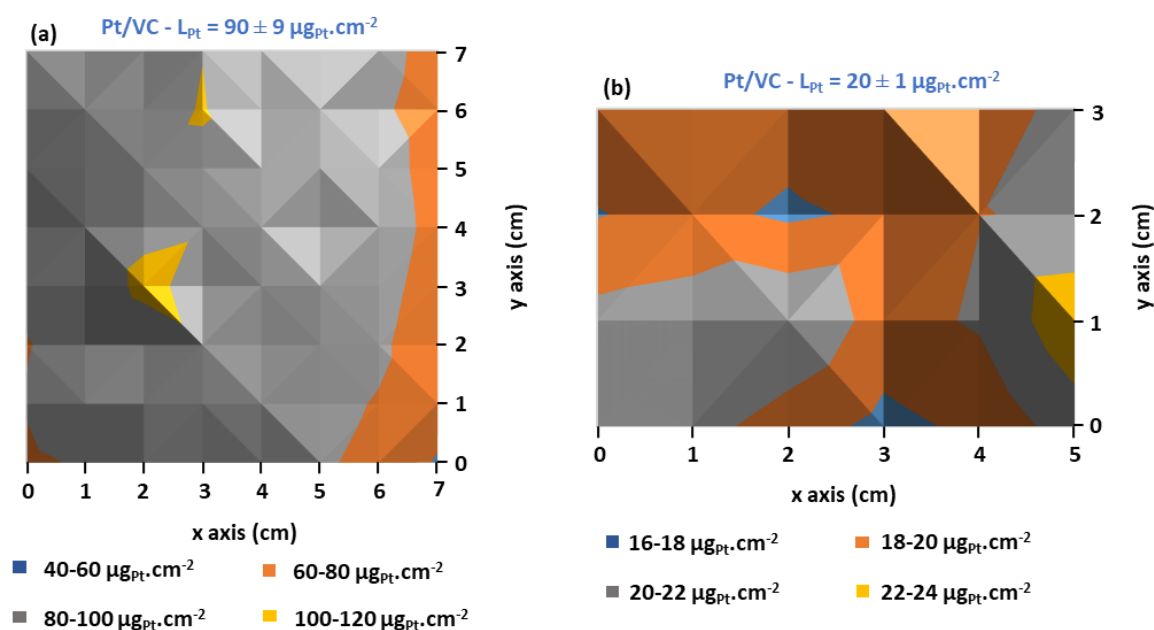 (a)
Pt/VC - LPt = 90 ± 9 µgPt.cm-2
7
6
5
4
3
2
1
0
y axis (cm)
0 1 2 3 4 5 6 7
x axis (cm)
40-60 µgPt.cm-2
60-80 µgPt.cm-2
80-100 µgPt.cm-2
100-120 µgPt.cm-2
(b)
Pt/VC - LPt = 20 ± 1 µgPt.cm-2
3
2
1
0
y axis (cm)
0 1 2 3 4 5
x axis (cm)
16-18 µgPt.cm-2
18-20 µgPt.cm-2
20-22 µgPt.cm-2
22-24 µgPt.cm-2